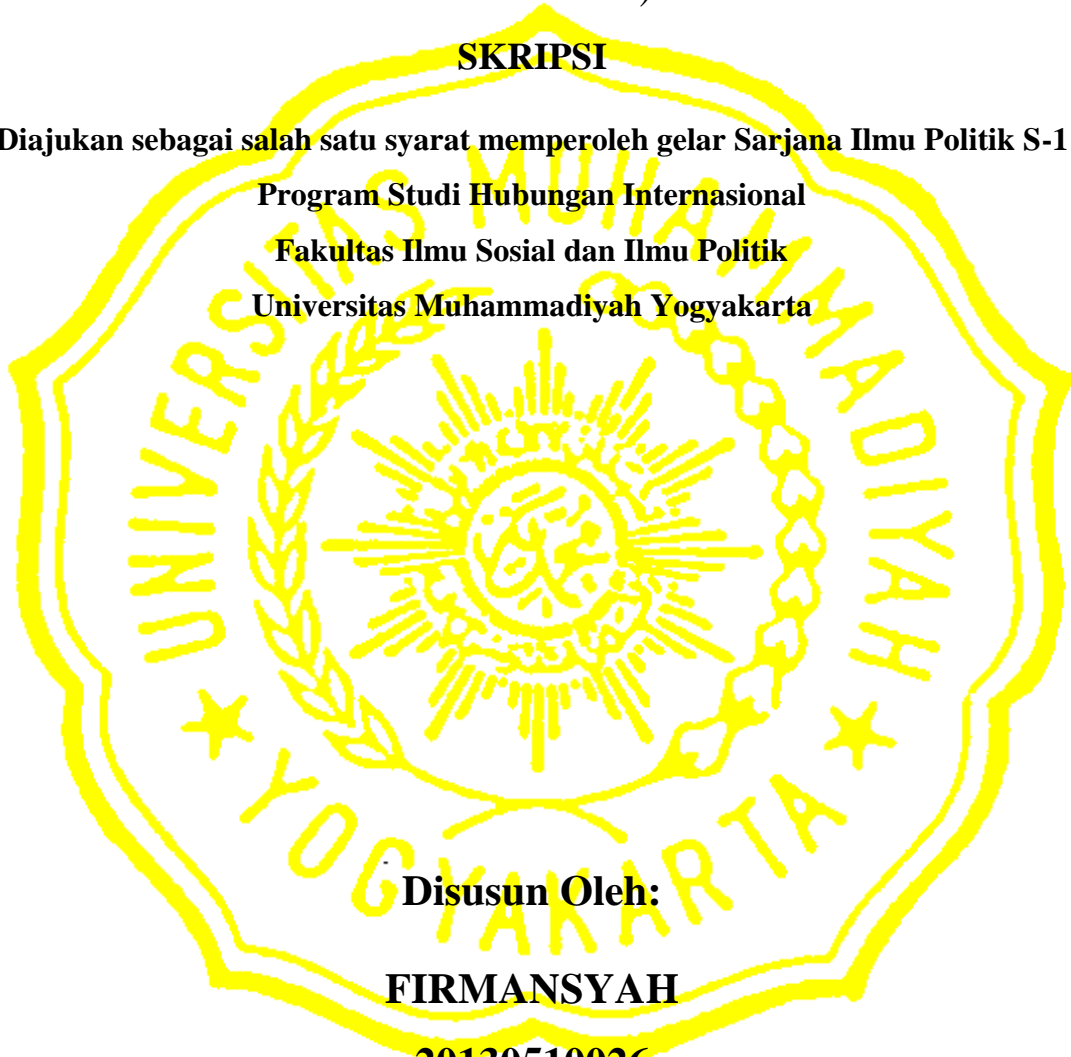 )
SKRIPSI
Diajukan sebagai salah satu syarat memperoleh gelar Sarjana Ilmu Politik S-1
Program Studi Hubungan Internasional
Fakultas Ilmu Sosial dan Ilmu Politik
Universitas Muhammadiyah Yogyakarta
UNIVERSITAS MUHAMMADIYAH
YOGYAKARTA
Disusun Oleh:
FIRMANSYAH
20130510026